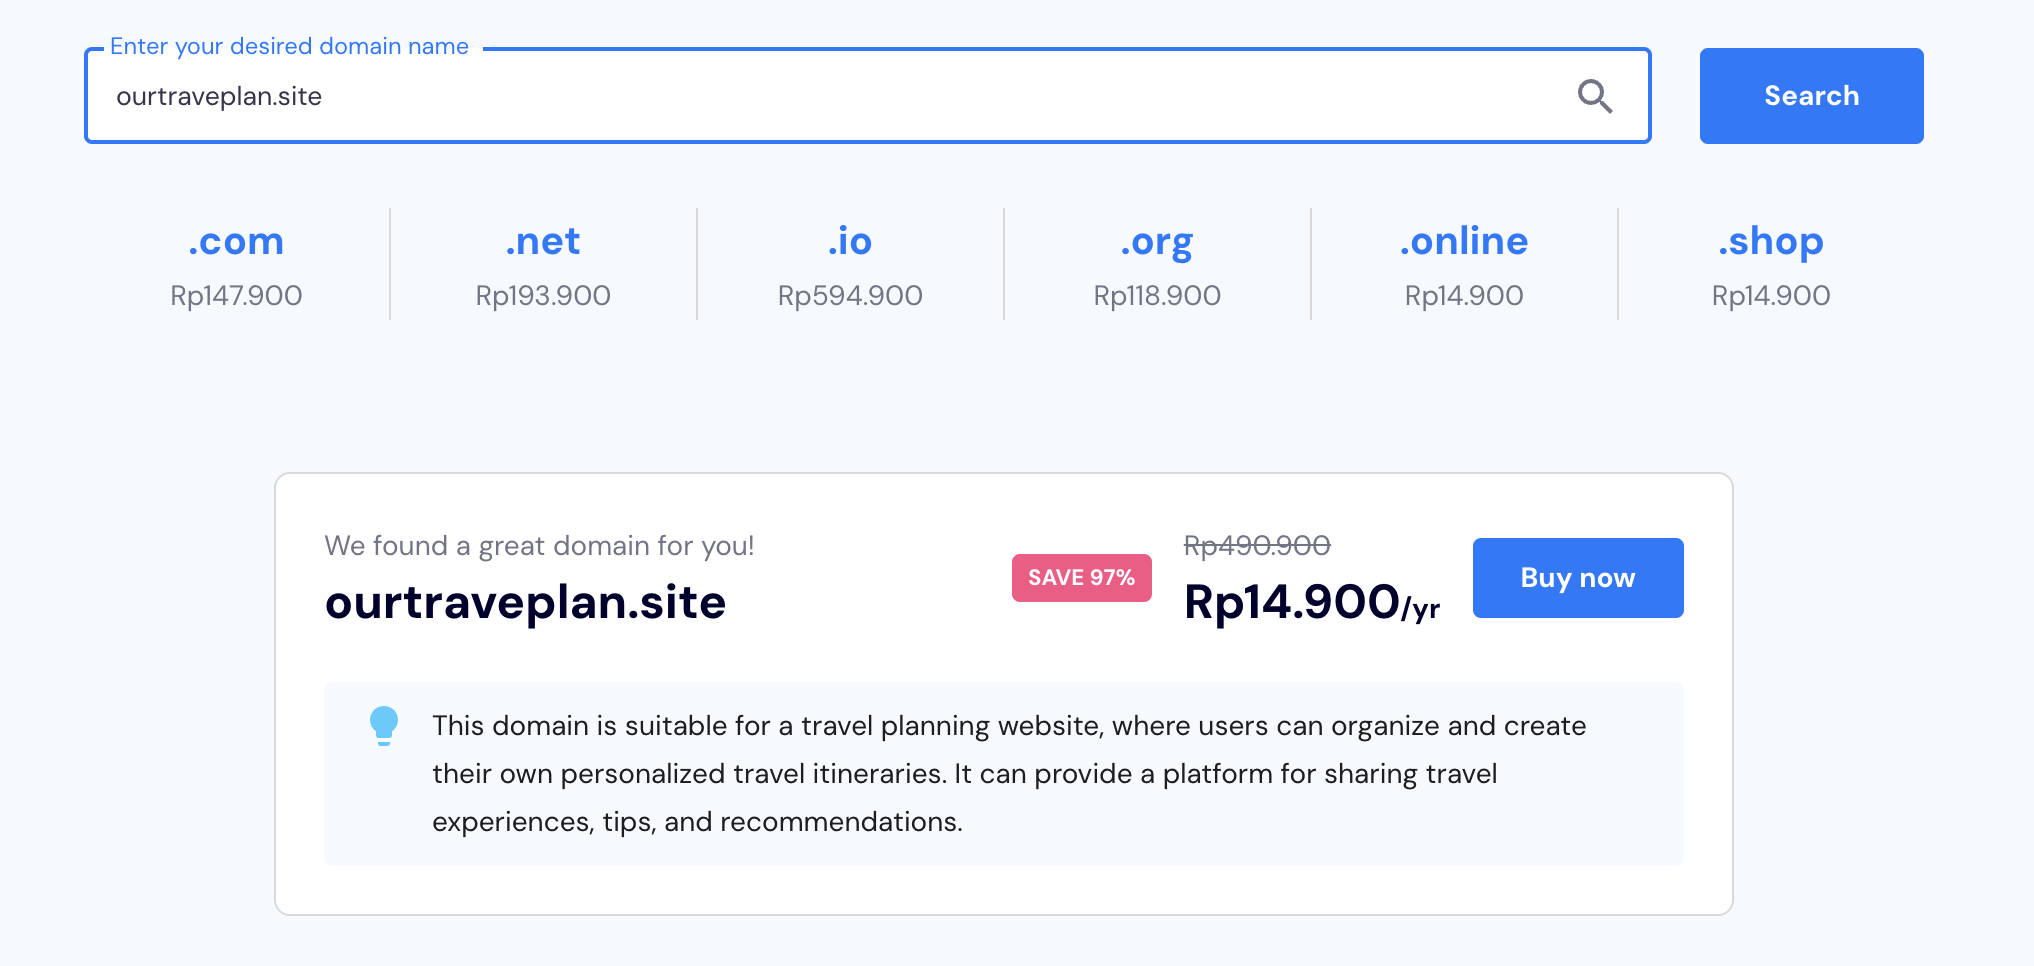 Enter your desired domain name
ourtraveplan.site
Search
.com
Rp147.900
.net
Rp193.900
.io
Rp594.900
.org
Rp118.900
.online
Rp14.900
.shop
Rp14.900
We found a great domain for you!
ourtraveplan.site
SAVE 97%
Rp490.900
Rp14.900/yr
Buy now
This domain is suitable for a travel planning website, where users can organize and create
their own personalized travel itineraries. It can provide a platform for sharing travel
experiences, tips, and recommendations.